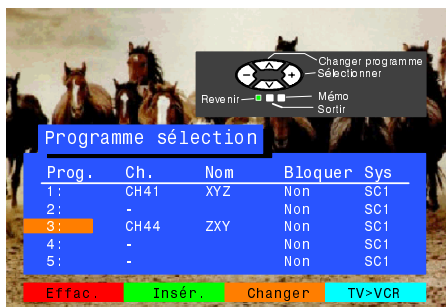 Changer programme
Sélectionner
Revenir
Mémo
Sortir
Programme sélection
Prog. Ch. Nom Bloquer Sys
1: CH41 XYZ Non SC1
2: - Non SC1
3: CH44 ZXY Non SC1
4: - Non SC1
5: - Non SC1
Effac. Insér. Changer TV>VCR